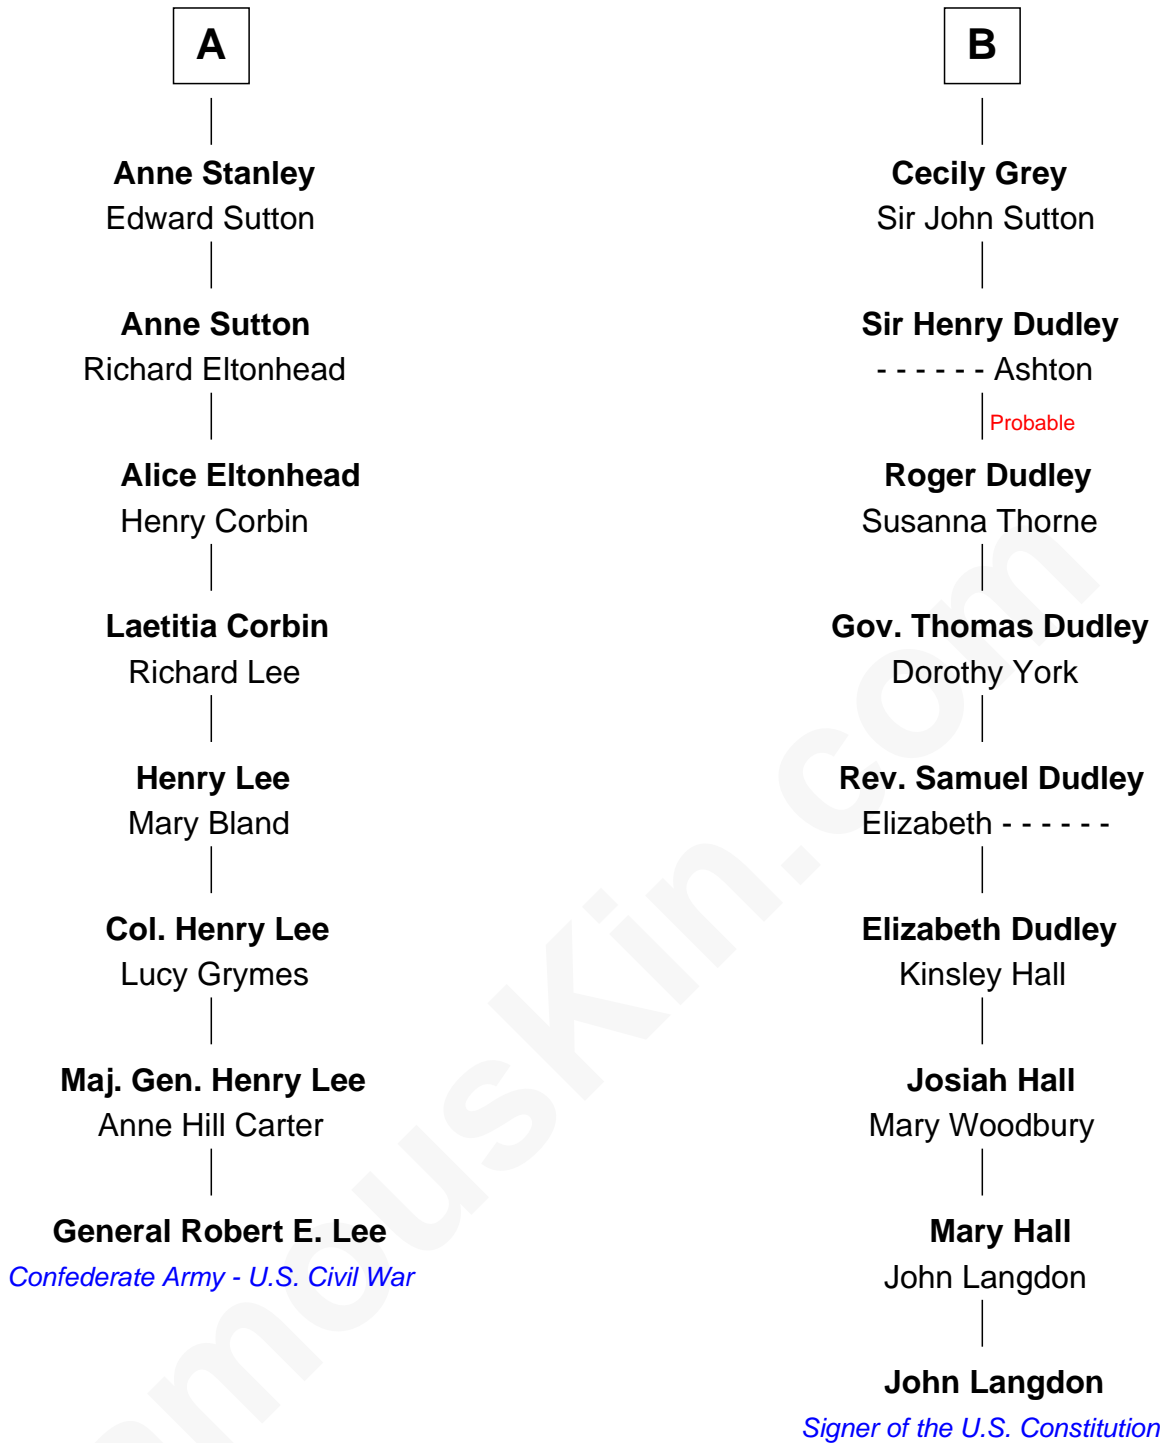 A
Anne Stanley
Edward Sutton
Anne Sutton
Richard Eltonhead
Alice Eltonhead
Henry Corbin
Laetitia Corbin
Richard Lee
Henry Lee
Mary Bland
Col. Henry Lee
Lucy Grymes
Maj. Gen. Henry Lee
Anne Hill Carter
General Robert E. Lee
Confederate Army - U.S. Civil War
B
Cecily Grey
Sir John Sutton
Sir Henry Dudley
- - - - - - Ashton
Probable
Roger Dudley
Susanna Thorne
Gov. Thomas Dudley
Dorothy York
Rev. Samuel Dudley
Elizabeth - - - - - -
Elizabeth Dudley
Kinsley Hall
Josiah Hall
Mary Woodbury
Mary Hall
John Langdon
John Langdon
Signer of the U.S. Constitution
amousKin.com